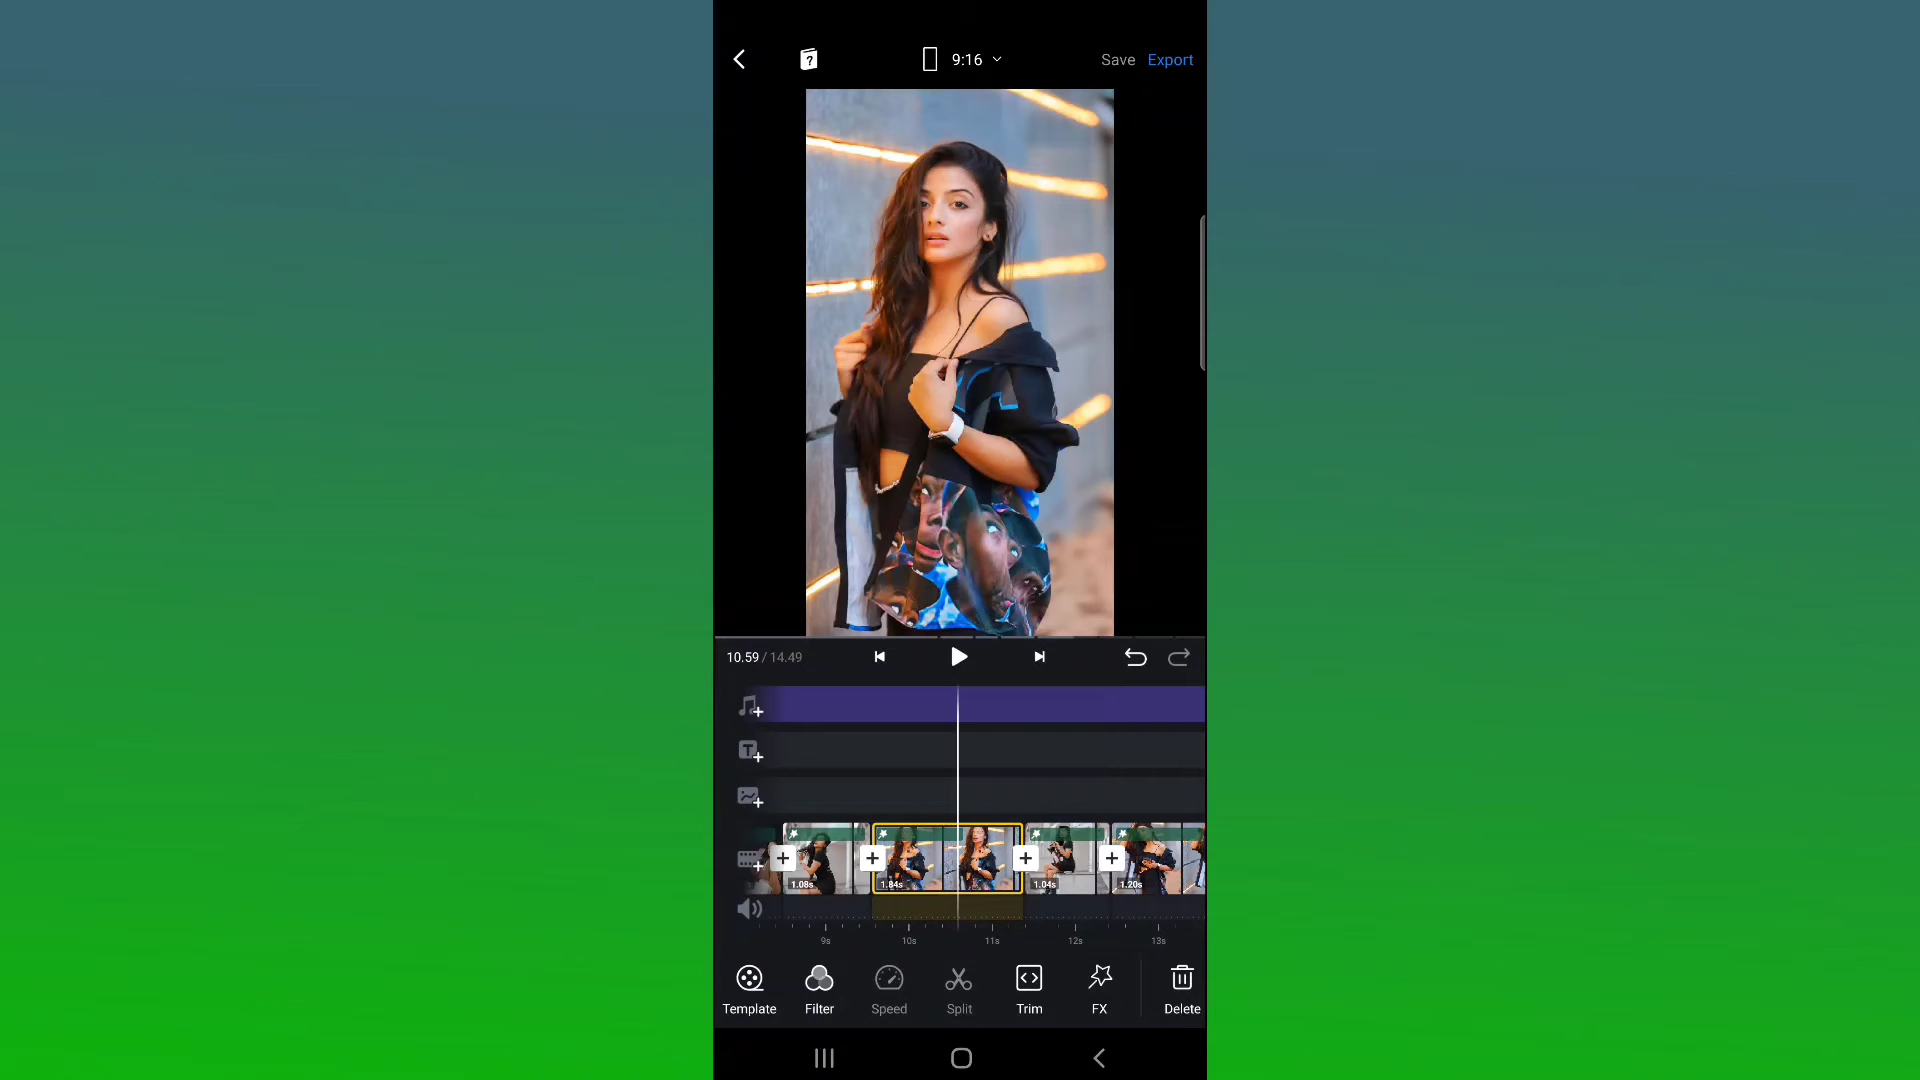 9:16
Save
Export
10.59 / 14.49
T
1.08s
1.84s
1.04s
1.20s
9s
10s
11s
12s
13s
Template
Filter
Speed
Split
Trim
FX
Delete